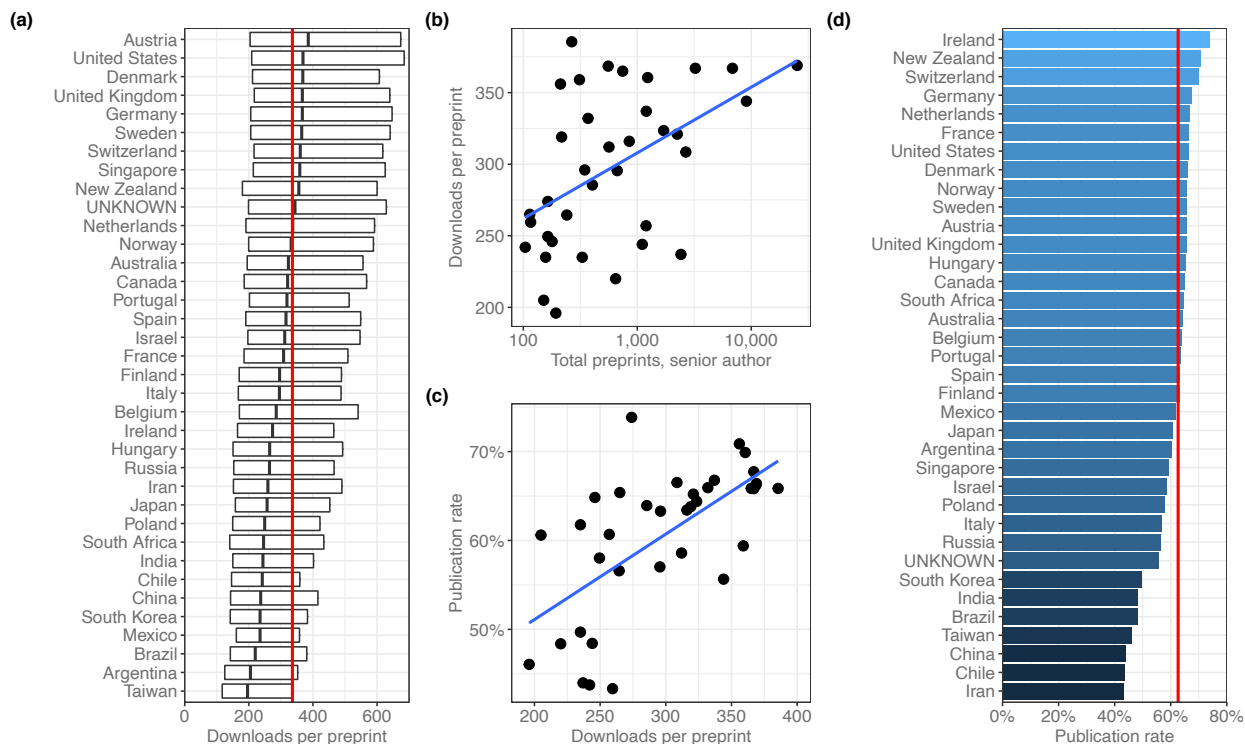 (a)
Austria
United States
Denmark
United Kingdom
Germany
Sweden
Switzerland
Singapore
New Zealand
UNKNOWN
Netherlands
Norway
Australia
Canada
Portugal
Spain
Israel
France
Finland
Italy
Belgium
Ireland
Hungary
Russia
Iran
Japan
Poland
South Africa
India
Chile
China
South Korea
Mexico
Brazil
Argentina
Taiwan
0 200 400 600
Downloads per preprint
(b)
Downloads per preprint
350
300
250
200
100 1,000 10,000
Total preprints, senior author
(c)
Publication rate
70%
60%
50%
200 250 300 350 400
Downloads per preprint
(d)
Ireland
New Zealand
Switzerland
Germany
Netherlands
France
United States
Denmark
Norway
Sweden
Austria
United Kingdom
Hungary
Canada
South Africa
Australia
Belgium
Portugal
Spain
Finland
Mexico
Japan
Argentina
Singapore
Israel
Poland
Italy
Russia
UNKNOWN
South Korea
India
Brazil
Taiwan
China
Chile
Iran
0% 20% 40% 60% 80%
Publication rate